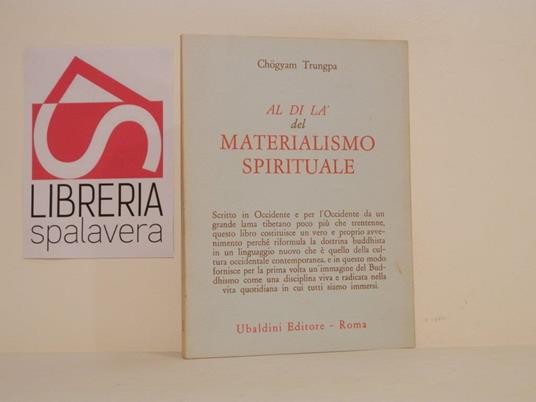 LIBRERIA
spalavera
Chögyam Trungpa
AL DI LA'
del
MATERIALISMO
SPIRITUALE
Scritto in Occidente e per l'Occidente da un
grande lama tibetano poco più che trentenne,
questo libro costituisce un vero e proprio avve-
nimento perché riformula la dottrina buddhista
in un linguaggio nuovo che è quello della cul-
tura occidentale contemporanea, e in questo modo
fornisce per la prima volta un'immagine del Bud-
dhismo come una disciplina viva e radicata nella
vita quotidiana in cui tutti siamo immersi.
Ubaldini Editore - Roma